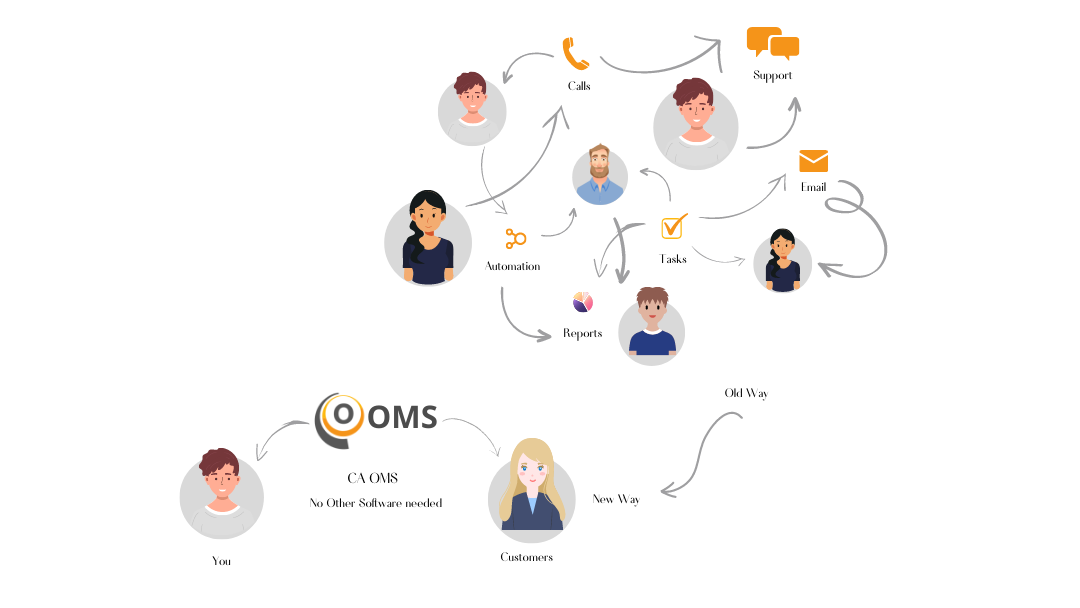 Calls
Support
Email
Automation
Tasks
Reports
Old Way
O OMS
CA OMS
No Other Software needed
New Way
You
Customers